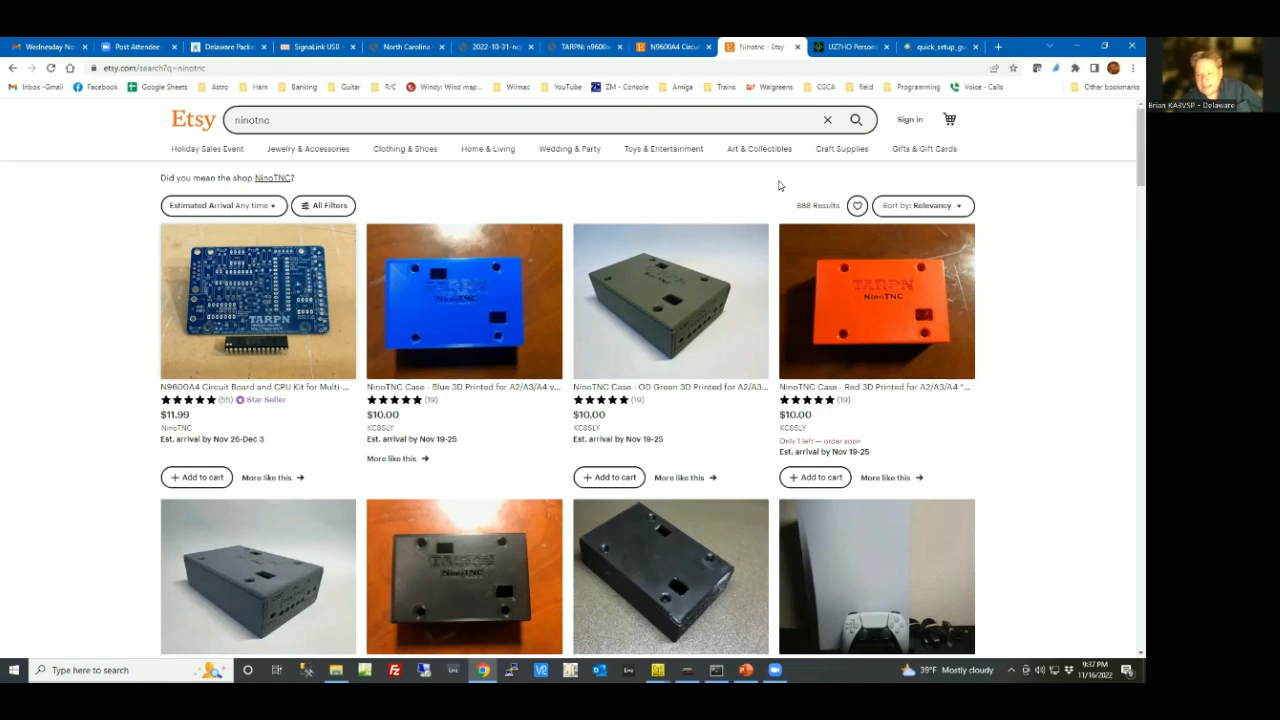 Wednesday No
Post Attendee
Delaware Packet
SignaLink USB
North Carolina
2022-10-31-ncp
TARPN: n9600a
N9600A4 Circui
Ninotnc - Etsy
UZ7HO Person
quick_setup_gu
etsy.com/search?q=ninotnc
Inbox -Gmail
Facebook
Google Sheets
Astro
Ham
Banking
Guitar
R/C
Windy: Wind map...
Wilmac
YouTube
ZM - Console
Amiga
Trains
Walgreens
CGCA
field
Programming
Voice - Calls
Other bookmarks
Brian KA3VSP - Delaware
Etsy
ninotnc
Sign in
Holiday Sales Event
Jewelry & Accessories
Clothing & Shoes
Home & Living
Wedding & Party
Toys & Entertainment
Art & Collectibles
Craft Supplies
Gifts & Gift Cards
Did you mean the shop NinoTNC?
Estimated Arrival Any time
All Filters
888 Results
Sort by: Relevancy
TARPN
TARPN
NinoTNC
NinoTNC
TARPN
NinoTNC
N9600A4 Circuit Board and CPU Kit for Multi-...
(55) Star Seller
$11.99
NinoTNC
Est. arrival by Nov 26-Dec 3
Add to cart
More like this
NinoTNC Case - Blue 3D Printed for A2/A3/A4 v...
(19)
$10.00
KC8SLY
Est. arrival by Nov 19-25
More like this
NinoTNC Case - OD Green 3D Printed for A2/A3...
(19)
$10.00
KC8SLY
Est. arrival by Nov 19-25
Add to cart
More like this
NinoTNC Case - Red 3D Printed for A2/A3/A4 *...
(19)
$10.00
KC8SLY
Only 1 left — order soon
Est. arrival by Nov 19-25
Add to cart
More like this
TARPN
NinoTNC
Type here to search
39°F Mostly cloudy
9:37 PM
11/16/2022